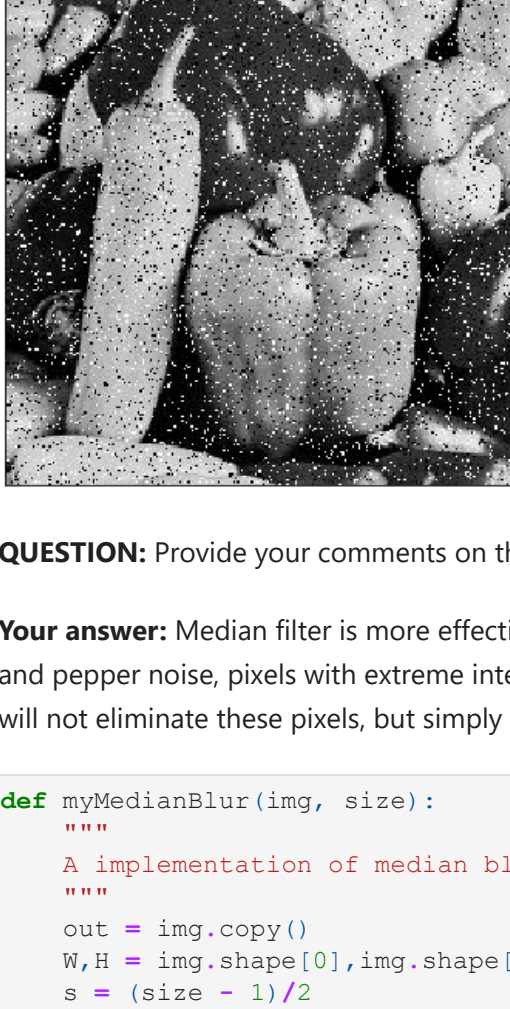 QUESTION: Provide your comments on th
Your answer: Median filter is more effecti
and pepper noise, pixels with extreme inte
will not eliminate these pixels, but simply
def myMedianBlur(img, size):
"""
A implementation of median bl
"""
out = img.copy()
W,H = img.shape[0],img.shape[
s = (size - 1)/2